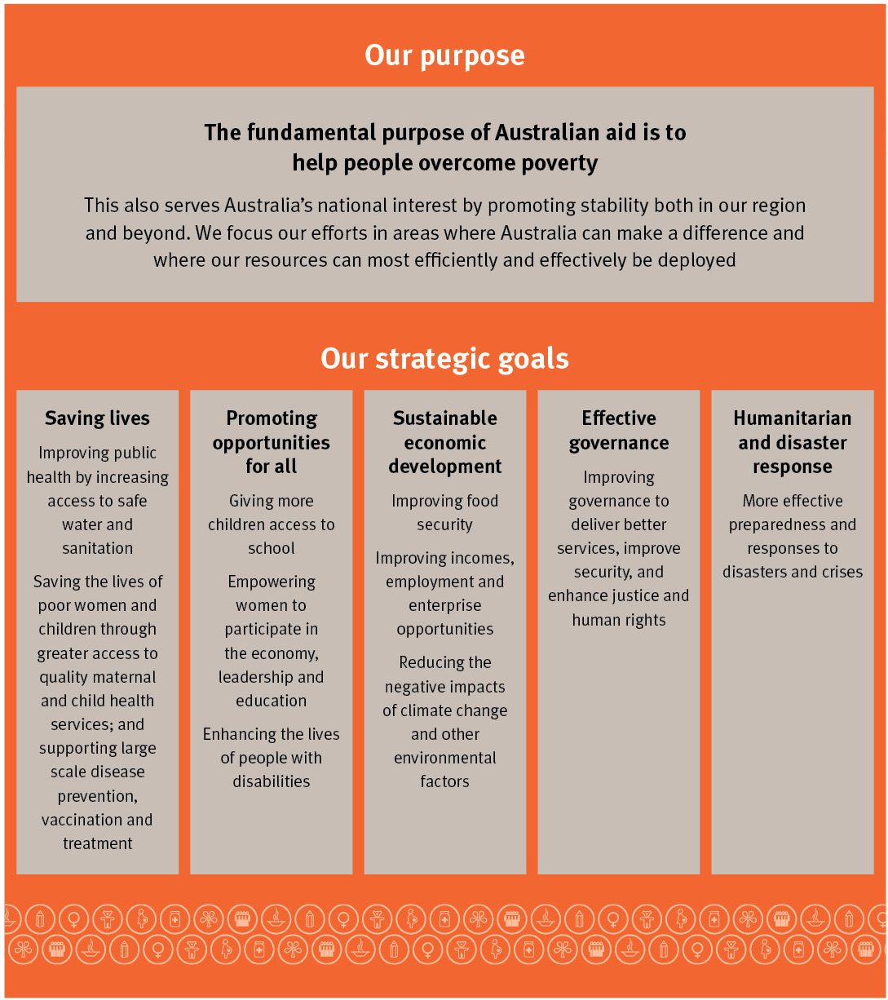 Our purpose
The fundamental purpose of Australian aid is to
help people overcome poverty
This also serves Australia’s national interest by promoting stability both in our region
and beyond. We focus our efforts in areas where Australia can make a difference and
where our resources can most efficiently and effectively be deployed
Our strategic goals
Saving lives
Improving public
health by increasing
access to safe
water and
sanitation
Saving the lives of
poor women and
children through
greater access to
quality maternal
and child health
services; and
supporting large
scale disease
prevention,
vaccination and
treatment
Promoting
opportunities
for all
Giving more
children access to
school
Empowering
women to
participate in
the economy,
leadership and
education
Enhancing the lives
of people with
disabilities
Sustainable
economic
development
Improving food
security
Improving incomes,
employment and
enterprise
opportunities
Reducing the
negative impacts
of climate change
and other
environmental
factors
Effective
governance
Improving
governance to
deliver better
services, improve
security, and
enhance justice and
human rights
Humanitarian
and disaster
response
More effective
preparedness and
responses to
disasters and crises